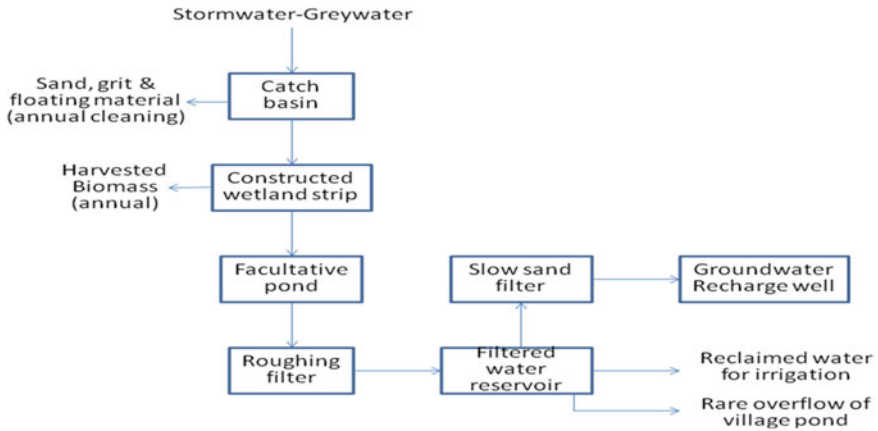 Stormwater-Greywater
Sand, grit &
floating material
(annual cleaning)
Catch
basin
Harvested
Biomass
(annual)
Constructed
wetland strip
Facultative
pond
Slow sand
filter
Groundwater
Recharge well
Roughing
filter
Filtered
water
reservoir
Reclaimed water
for irrigation
Rare overflow of
village pond